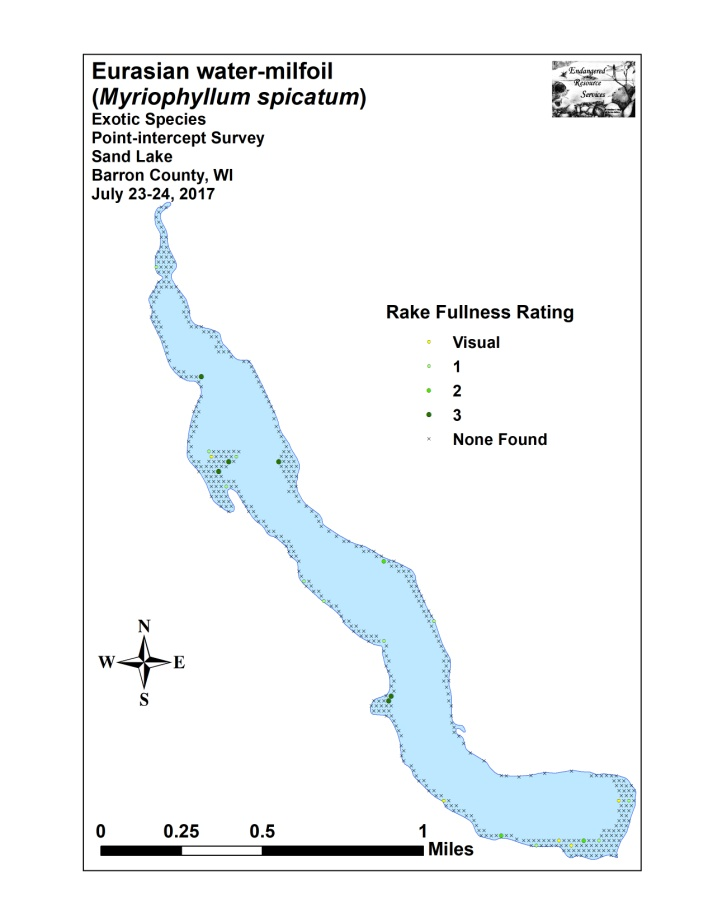 Eurasian water-milfoil
(Myriophyllum spicatum)
Exotic Species
Point-intercept Survey
Sand Lake
Barron County, WI
July 23-24, 2017
Endangered
Resource
Services
Rake Fullness Rating
Visual
1
2
3
None Found
N
W E
S
0 0.25 0.5 1
Miles